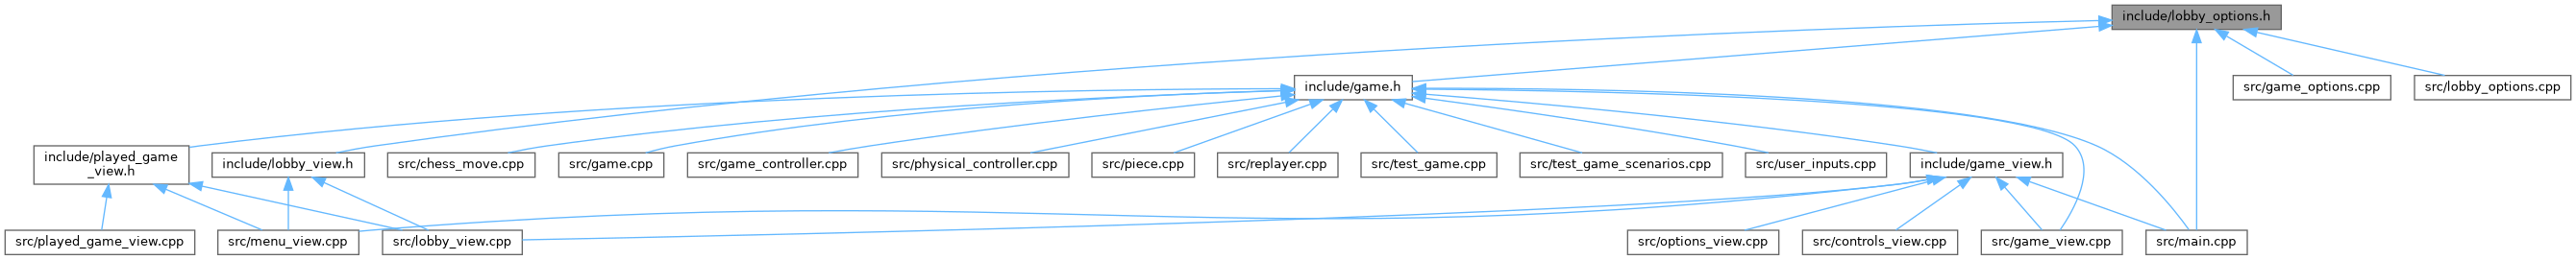 include/lobby_options.h
include/game.h
src/game_options.cpp
src/lobby_options.cpp
include/played_game
_view.h
include/lobby_view.h
src/chess_move.cpp
src/game.cpp
src/game_controller.cpp
src/physical_controller.cpp
src/piece.cpp
src/replayer.cpp
src/test_game.cpp
src/test_game_scenarios.cpp
src/user_inputs.cpp
include/game_view.h
src/played_game_view.cpp
src/menu_view.cpp
src/lobby_view.cpp
src/options_view.cpp
src/controls_view.cpp
src/game_view.cpp
src/main.cpp